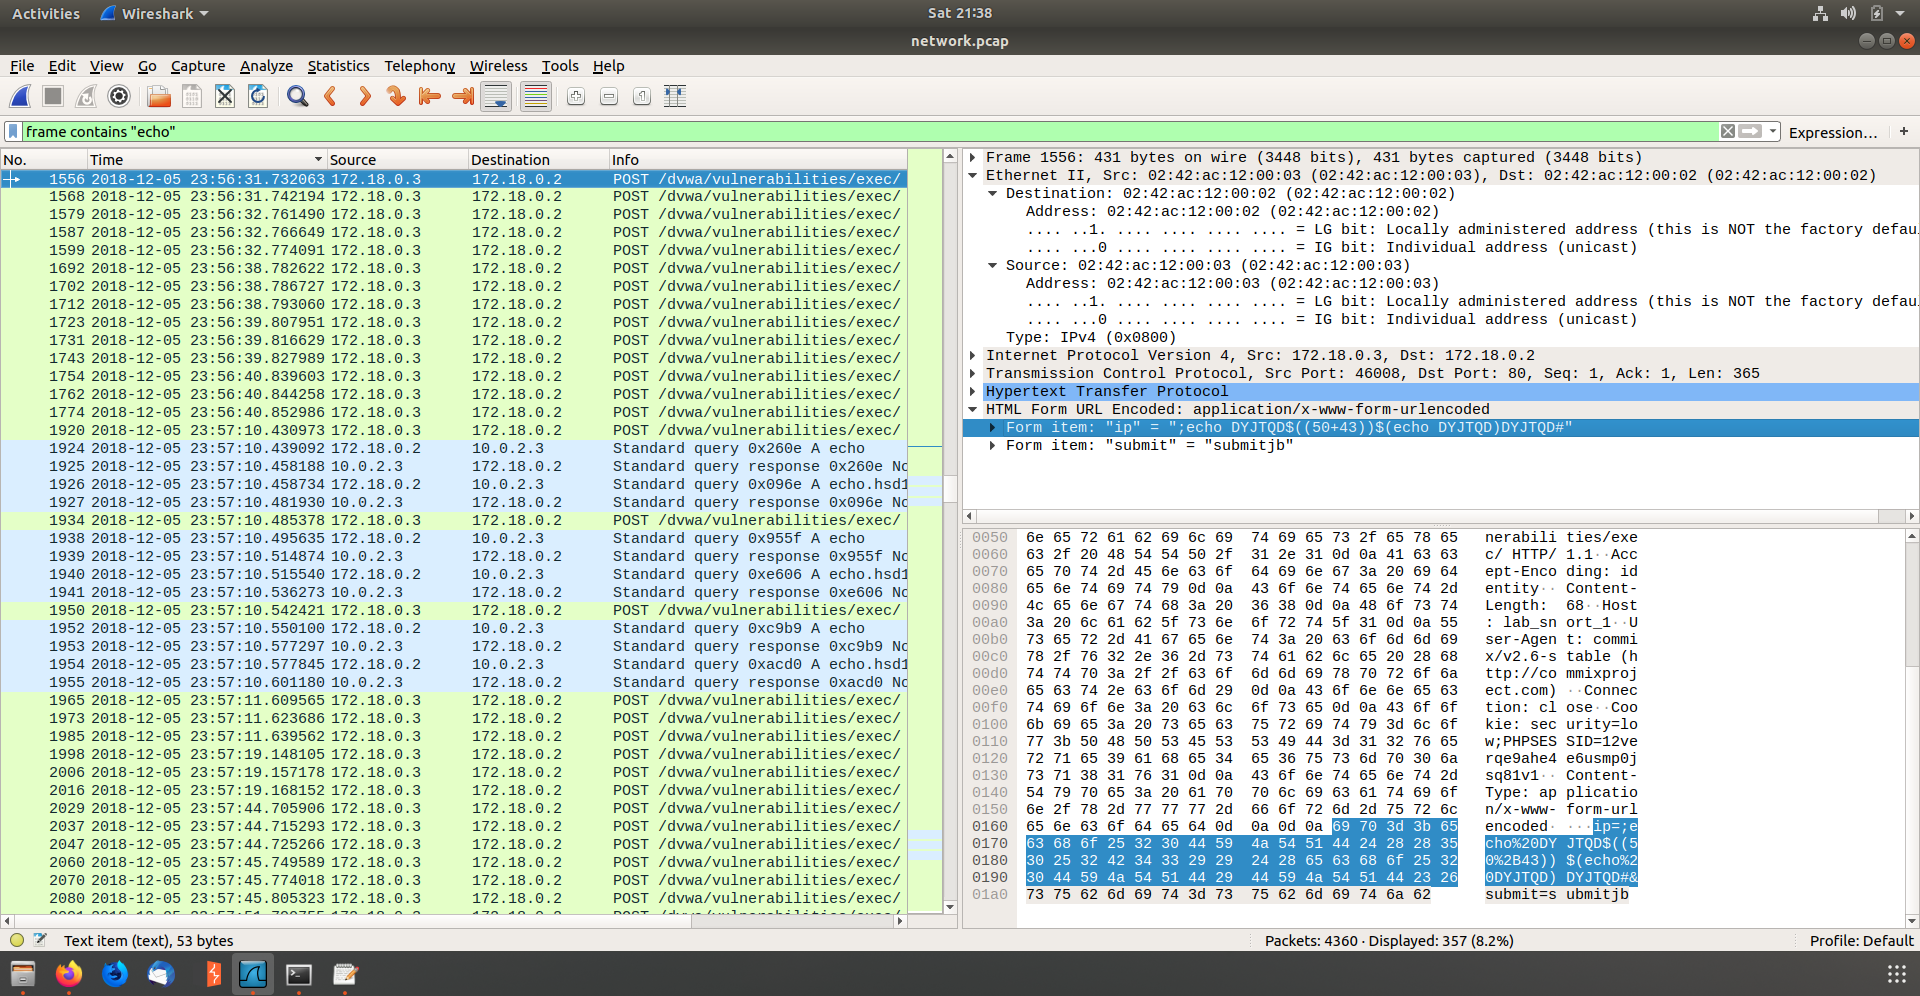 Activities Wireshark Sat 21:38
network.pcap
File Edit View Go Capture Analyze Statistics Telephony Wireless Tools Help
frame contains "echo" Expression… +
No. Time Source Destination Info
1556 2018-12-05 23:56:31.732063 172.18.0.3 172.18.0.2 POST /dvwa/vulnerabilities/exec/
1568 2018-12-05 23:56:31.742194 172.18.0.3 172.18.0.2 POST /dvwa/vulnerabilities/exec/
1579 2018-12-05 23:56:32.761490 172.18.0.3 172.18.0.2 POST /dvwa/vulnerabilities/exec/
1587 2018-12-05 23:56:32.766649 172.18.0.3 172.18.0.2 POST /dvwa/vulnerabilities/exec/
1599 2018-12-05 23:56:32.774091 172.18.0.3 172.18.0.2 POST /dvwa/vulnerabilities/exec/
1692 2018-12-05 23:56:38.782622 172.18.0.3 172.18.0.2 POST /dvwa/vulnerabilities/exec/
1702 2018-12-05 23:56:38.786727 172.18.0.3 172.18.0.2 POST /dvwa/vulnerabilities/exec/
1712 2018-12-05 23:56:38.793060 172.18.0.3 172.18.0.2 POST /dvwa/vulnerabilities/exec/
1723 2018-12-05 23:56:39.807951 172.18.0.3 172.18.0.2 POST /dvwa/vulnerabilities/exec/
1731 2018-12-05 23:56:39.816629 172.18.0.3 172.18.0.2 POST /dvwa/vulnerabilities/exec/
1743 2018-12-05 23:56:39.827989 172.18.0.3 172.18.0.2 POST /dvwa/vulnerabilities/exec/
1754 2018-12-05 23:56:40.839603 172.18.0.3 172.18.0.2 POST /dvwa/vulnerabilities/exec/
1762 2018-12-05 23:56:40.844258 172.18.0.3 172.18.0.2 POST /dvwa/vulnerabilities/exec/
1774 2018-12-05 23:56:40.852986 172.18.0.3 172.18.0.2 POST /dvwa/vulnerabilities/exec/
1920 2018-12-05 23:57:10.430973 172.18.0.3 172.18.0.2 POST /dvwa/vulnerabilities/exec/
1924 2018-12-05 23:57:10.439092 172.18.0.2 10.0.2.3 Standard query 0x260e A echo
1925 2018-12-05 23:57:10.458188 10.0.2.3 172.18.0.2 Standard query response 0x260e No
1926 2018-12-05 23:57:10.458734 172.18.0.2 10.0.2.3 Standard query 0x096e A echo.hsd1
1927 2018-12-05 23:57:10.481930 10.0.2.3 172.18.0.2 Standard query response 0x096e No
1934 2018-12-05 23:57:10.485378 172.18.0.3 172.18.0.2 POST /dvwa/vulnerabilities/exec/
1938 2018-12-05 23:57:10.495635 172.18.0.2 10.0.2.3 Standard query 0x955f A echo
1939 2018-12-05 23:57:10.514874 10.0.2.3 172.18.0.2 Standard query response 0x955f No
1940 2018-12-05 23:57:10.515540 172.18.0.2 10.0.2.3 Standard query 0xe606 A echo.hsd1
1941 2018-12-05 23:57:10.536273 10.0.2.3 172.18.0.2 Standard query response 0xe606 No
1950 2018-12-05 23:57:10.542421 172.18.0.3 172.18.0.2 POST /dvwa/vulnerabilities/exec/
1952 2018-12-05 23:57:10.550100 172.18.0.2 10.0.2.3 Standard query 0xc9b9 A echo
1953 2018-12-05 23:57:10.577297 10.0.2.3 172.18.0.2 Standard query response 0xc9b9 No
1954 2018-12-05 23:57:10.577845 172.18.0.2 10.0.2.3 Standard query 0xacd0 A echo.hsd1
1955 2018-12-05 23:57:10.601180 10.0.2.3 172.18.0.2 Standard query response 0xacd0 No
1965 2018-12-05 23:57:11.609565 172.18.0.3 172.18.0.2 POST /dvwa/vulnerabilities/exec/
1973 2018-12-05 23:57:11.623686 172.18.0.3 172.18.0.2 POST /dvwa/vulnerabilities/exec/
1985 2018-12-05 23:57:11.639562 172.18.0.3 172.18.0.2 POST /dvwa/vulnerabilities/exec/
1998 2018-12-05 23:57:19.148105 172.18.0.3 172.18.0.2 POST /dvwa/vulnerabilities/exec/
2006 2018-12-05 23:57:19.157178 172.18.0.3 172.18.0.2 POST /dvwa/vulnerabilities/exec/
2016 2018-12-05 23:57:19.168152 172.18.0.3 172.18.0.2 POST /dvwa/vulnerabilities/exec/
2029 2018-12-05 23:57:44.705906 172.18.0.3 172.18.0.2 POST /dvwa/vulnerabilities/exec/
2037 2018-12-05 23:57:44.715293 172.18.0.3 172.18.0.2 POST /dvwa/vulnerabilities/exec/
2047 2018-12-05 23:57:44.725266 172.18.0.3 172.18.0.2 POST /dvwa/vulnerabilities/exec/
2060 2018-12-05 23:57:45.749589 172.18.0.3 172.18.0.2 POST /dvwa/vulnerabilities/exec/
2070 2018-12-05 23:57:45.774018 172.18.0.3 172.18.0.2 POST /dvwa/vulnerabilities/exec/
2080 2018-12-05 23:57:45.805323 172.18.0.3 172.18.0.2 POST /dvwa/vulnerabilities/exec/
Frame 1556: 431 bytes on wire (3448 bits), 431 bytes captured (3448 bits)
Ethernet II, Src: 02:42:ac:12:00:03 (02:42:ac:12:00:03), Dst: 02:42:ac:12:00:02 (02:42:ac:12:00:02)
Destination: 02:42:ac:12:00:02 (02:42:ac:12:00:02)
Address: 02:42:ac:12:00:02 (02:42:ac:12:00:02)
.... ..1. .... .... .... .... = LG bit: Locally administered address (this is NOT the factory defau
.... ...0 .... .... .... .... = IG bit: Individual address (unicast)
Source: 02:42:ac:12:00:03 (02:42:ac:12:00:03)
Address: 02:42:ac:12:00:03 (02:42:ac:12:00:03)
.... ..1. .... .... .... .... = LG bit: Locally administered address (this is NOT the factory defau
.... ...0 .... .... .... .... = IG bit: Individual address (unicast)
Type: IPv4 (0x0800)
Internet Protocol Version 4, Src: 172.18.0.3, Dst: 172.18.0.2
Transmission Control Protocol, Src Port: 46008, Dst Port: 80, Seq: 1, Ack: 1, Len: 365
Hypertext Transfer Protocol
HTML Form URL Encoded: application/x-www-form-urlencoded
Form item: "ip" = ";echo DYJTQD$((50+43))$(echo DYJTQD)DYJTQD#"
Form item: "submit" = "submitjb"
0050 6e 65 72 61 62 69 6c 69 74 69 65 73 2f 65 78 65 nerabili ties/exe
0060 63 2f 20 48 54 54 50 2f 31 2e 31 0d 0a 41 63 63 c/ HTTP/ 1.1··Acc
0070 65 70 74 2d 45 6e 63 6f 64 69 6e 67 3a 20 69 64 ept-Enco ding: id
0080 65 6e 74 69 74 79 0d 0a 43 6f 6e 74 65 6e 74 2d entity·· Content-
0090 4c 65 6e 67 74 68 3a 20 36 38 0d 0a 48 6f 73 74 Length: 68··Host
00a0 3a 20 6c 61 62 5f 73 6e 6f 72 74 5f 31 0d 0a 55 : lab_sn ort_1··U
00b0 73 65 72 2d 41 67 65 6e 74 3a 20 63 6f 6d 6d 69 ser-Agen t: commi
00c0 78 2f 76 32 2e 36 2d 73 74 61 62 6c 65 20 28 68 x/v2.6-s table (h
00d0 74 74 70 3a 2f 2f 63 6f 6d 6d 69 78 70 72 6f 6a ttp://co mmixproj
00e0 65 63 74 2e 63 6f 6d 29 0d 0a 43 6f 6e 6e 65 63 ect.com) ··Connec
00f0 74 69 6f 6e 3a 20 63 6c 6f 73 65 0d 0a 43 6f 6f tion: cl ose··Coo
0100 6b 69 65 3a 20 73 65 63 75 72 69 74 79 3d 6c 6f kie: sec urity=lo
0110 77 3b 50 48 50 53 45 53 53 49 44 3d 31 32 76 65 w;PHPSES SID=12ve
0120 72 71 65 39 61 68 65 34 65 36 75 73 6d 70 30 6a rqe9ahe4 e6usmp0j
0130 73 71 38 31 76 31 0d 0a 43 6f 6e 74 65 6e 74 2d sq81v1·· Content-
0140 54 79 70 65 3a 20 61 70 70 6c 69 63 61 74 69 6f Type: ap plicatio
0150 6e 2f 78 2d 77 77 77 2d 66 6f 72 6d 2d 75 72 6c n/x-www- form-url
0160 65 6e 63 6f 64 65 64 0d 0a 0d 0a 69 70 3d 3b 65 encoded· ···ip=;e
0170 63 68 6f 25 32 30 44 59 4a 54 51 44 24 28 28 35 cho%20DY JTQD$((5
0180 30 25 32 42 34 33 29 29 24 28 65 63 68 6f 25 32 0%2B43)) $(echo%2
0190 30 44 59 4a 54 51 44 29 44 59 4a 54 51 44 23 26 0DYJTQD) DYJTQD#&
01a0 73 75 62 6d 69 74 3d 73 75 62 6d 69 74 6a 62 submit=s ubmitjb
Text item (text), 53 bytes Packets: 4360 · Displayed: 357 (8.2%) Profile: Default